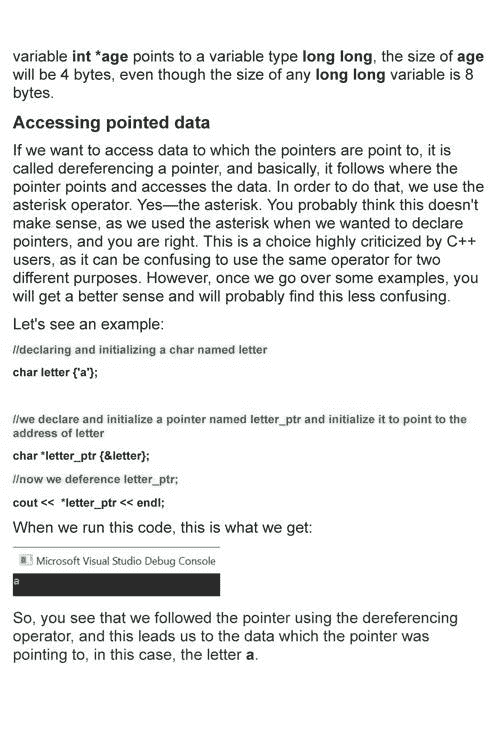 variable int *age points to a variable type long long, the size of age
will be 4 bytes, even though the size of any long long variable is 8
bytes.
Accessing pointed data
If we want to access data to which the pointers are point to, it is
called dereferencing a pointer, and basically, it follows where the
pointer points and accesses the data. In order to do that, we use the
asterisk operator. Yes—the asterisk. You probably think this doesn't
make sense, as we used the asterisk when we wanted to declare
pointers, and you are right. This is a choice highly criticized by C++
users, as it can be confusing to use the same operator for two
different purposes. However, once we go over some examples, you
will get a better sense and will probably find this less confusing.
Let's see an example:
//declaring and initializing a char named letter
char letter {'a'};
//we declare and initialize a pointer named letter_ptr and initialize it to point to the
address of letter
char *letter_ptr {&letter};
//now we deference letter_ptr;
cout << *letter_ptr << endl;
When we run this code, this is what we get:
Microsoft Visual Studio Debug Console
a
So, you see that we followed the pointer using the dereferencing
operator, and this leads us to the data which the pointer was
pointing to, in this case, the letter a.